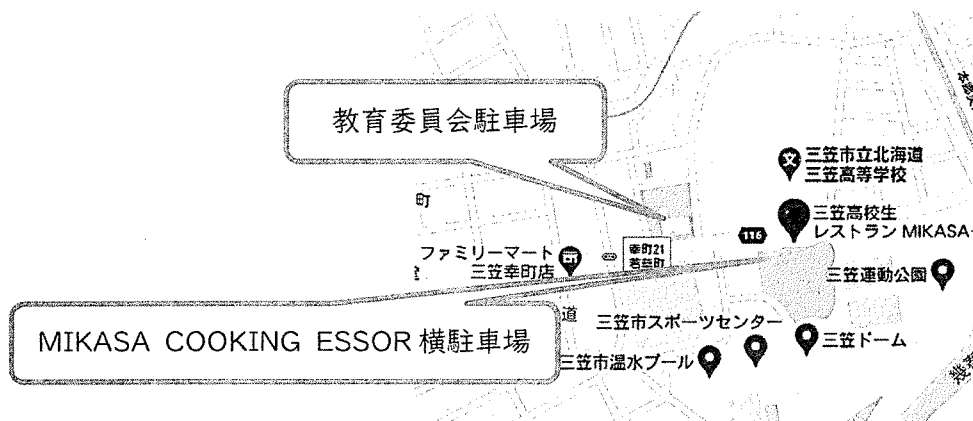 教育委員会駐車場
三笠市立北海道
三笠高等学校
町
三笠高校生
レストラン MIKASA
116
ファミリーマート
三笠幸町店
幸町21
若草町
三笠運動公園
道
三笠市スポーツセンター
MIKASA COOKING ESSOR 横駐車場
三笠ドーム
三笠市温水プール